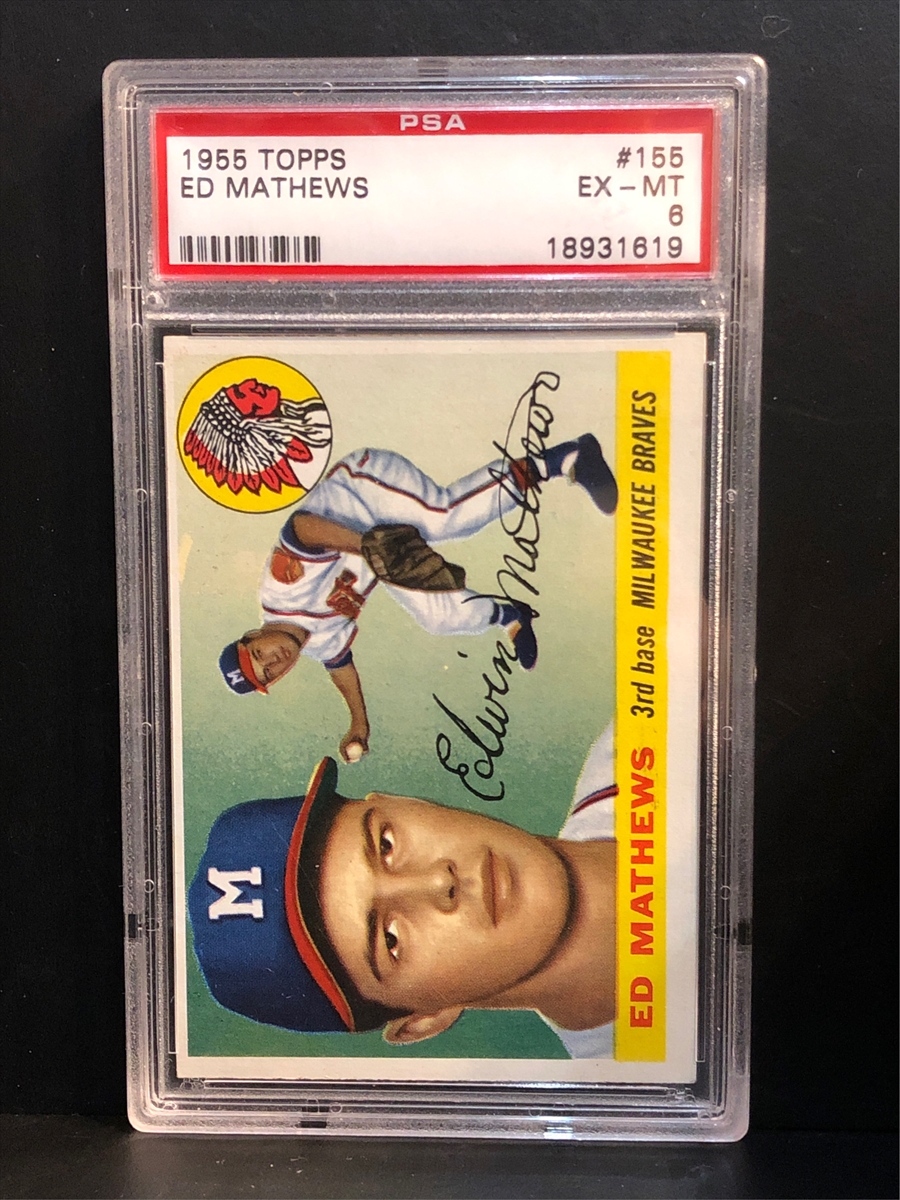 PSA
1955 TOPPS #155
ED MATHEWS EX - MT
6
18931619
M
Edwin Mathews
M
ED MATHEWS 3rd base MILWAUKEE BRAVES